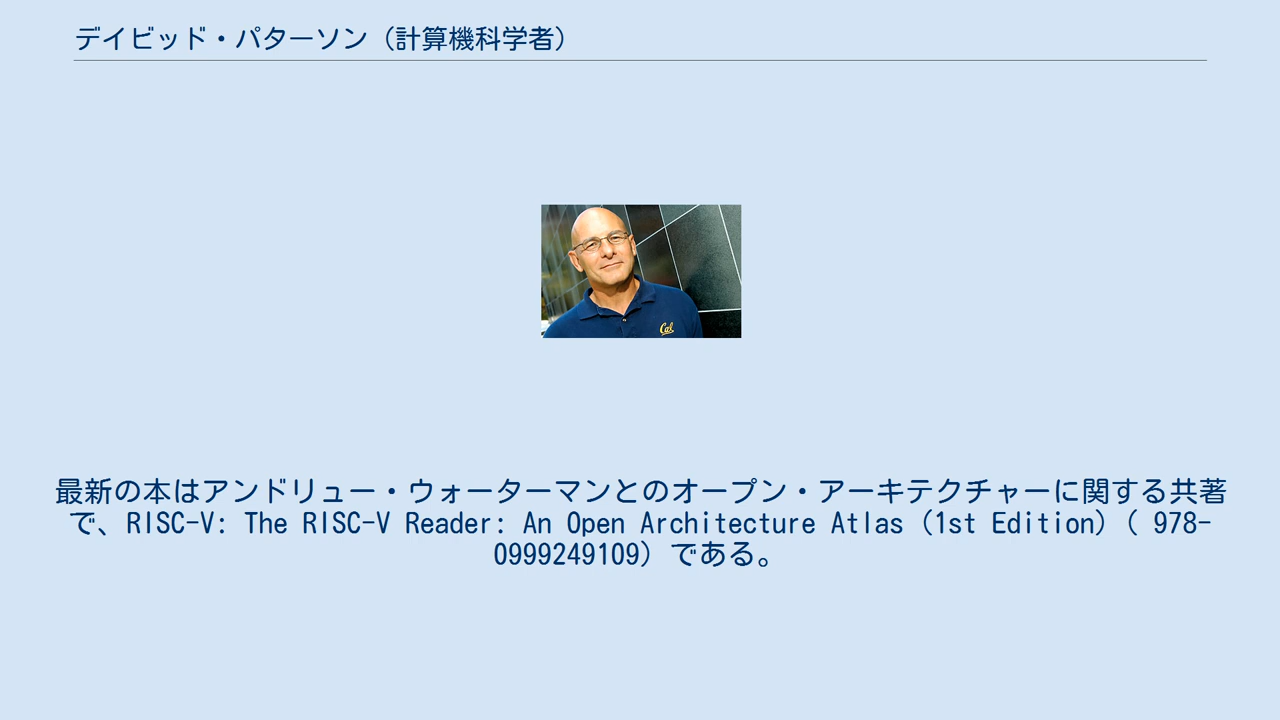 デイビッド・パターソン（計算機科学者）
Cal
最新の本はアンドリュー・ウォーターマンとのオープン・アーキテクチャーに関する共著
で、RISC-V: The RISC-V Reader: An Open Architecture Atlas (1st Edition) ( 978-
0999249109) である。